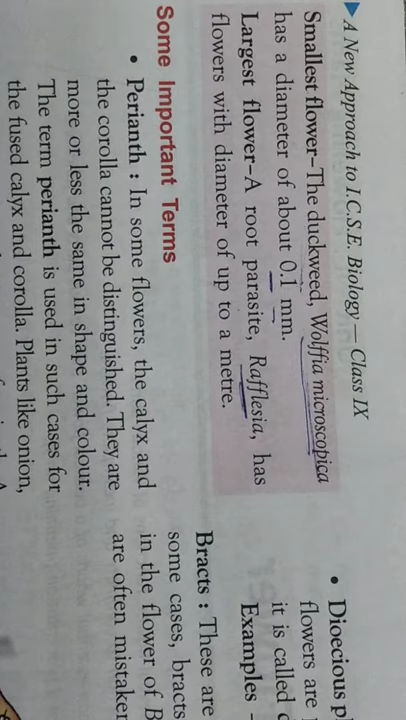 A New Approach to I.C.S.E. Biology — Class IX
Smallest flower–The duckweed, Wolffia microscopica
has a diameter of about 0.1 mm.
Largest flower–A root parasite, Rafflesia, has
flowers with diameter of up to a metre.
Some Important Terms
• Perianth : In some flowers, the calyx and
the corolla cannot be distinguished. They are
more or less the same in shape and colour.
The term perianth is used in such cases for
the fused calyx and corolla. Plants like onion,
• Dioecious
flowers are
it is called
Examples –
Bracts : These are
some cases, bracts
in the flower of B
are often mistaken